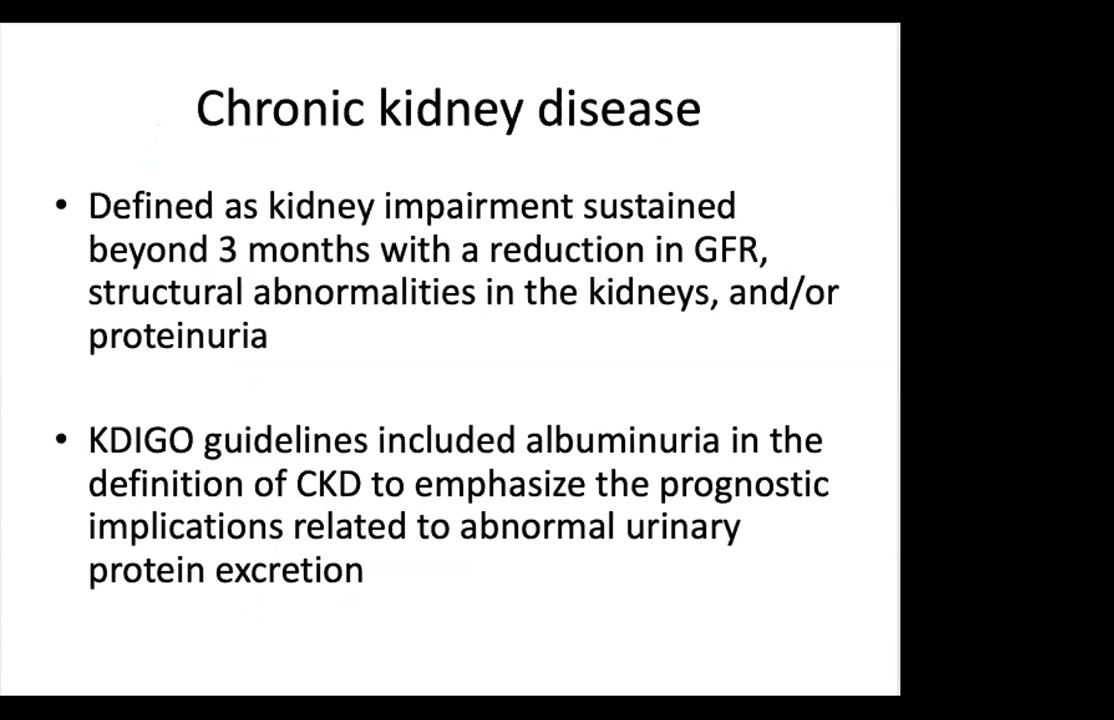 Chronic kidney disease
• Defined as kidney impairment sustained
beyond 3 months with a reduction in GFR,
structural abnormalities in the kidneys, and/or
proteinuria
• KDIGO guidelines included albuminuria in the
definition of CKD to emphasize the prognostic
implications related to abnormal urinary
protein excretion